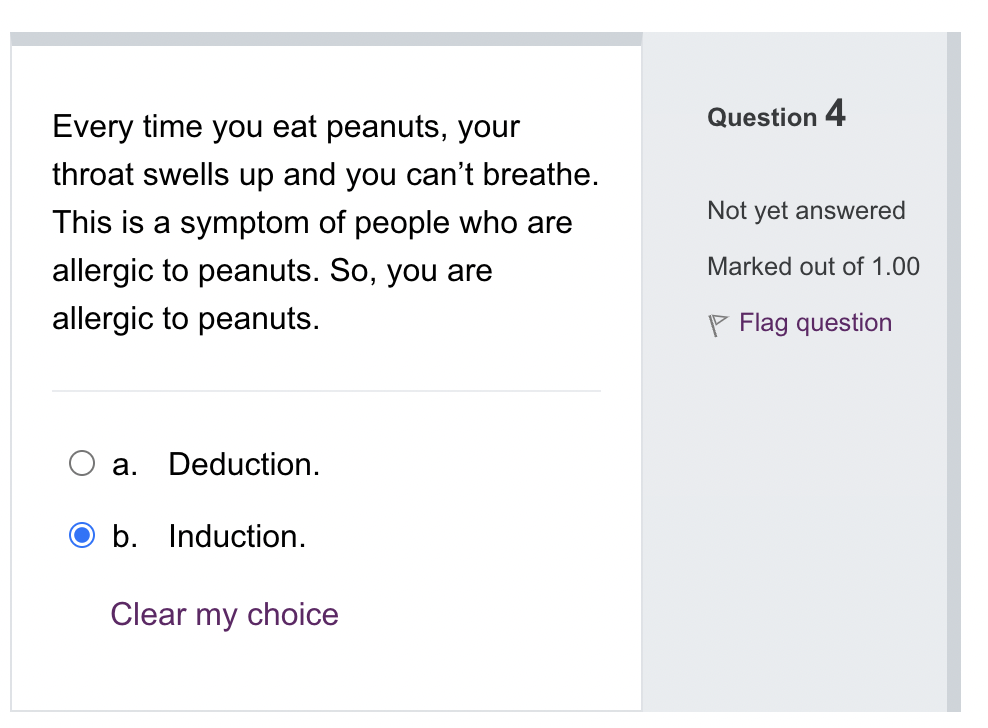 Every time you eat peanuts, your
throat swells up and you can’t breathe.
This is a symptom of people who are
allergic to peanuts. So, you are
allergic to peanuts.
a. Deduction.
b. Induction.
Clear my choice
Question 4
Not yet answered
Marked out of 1.00
Flag question